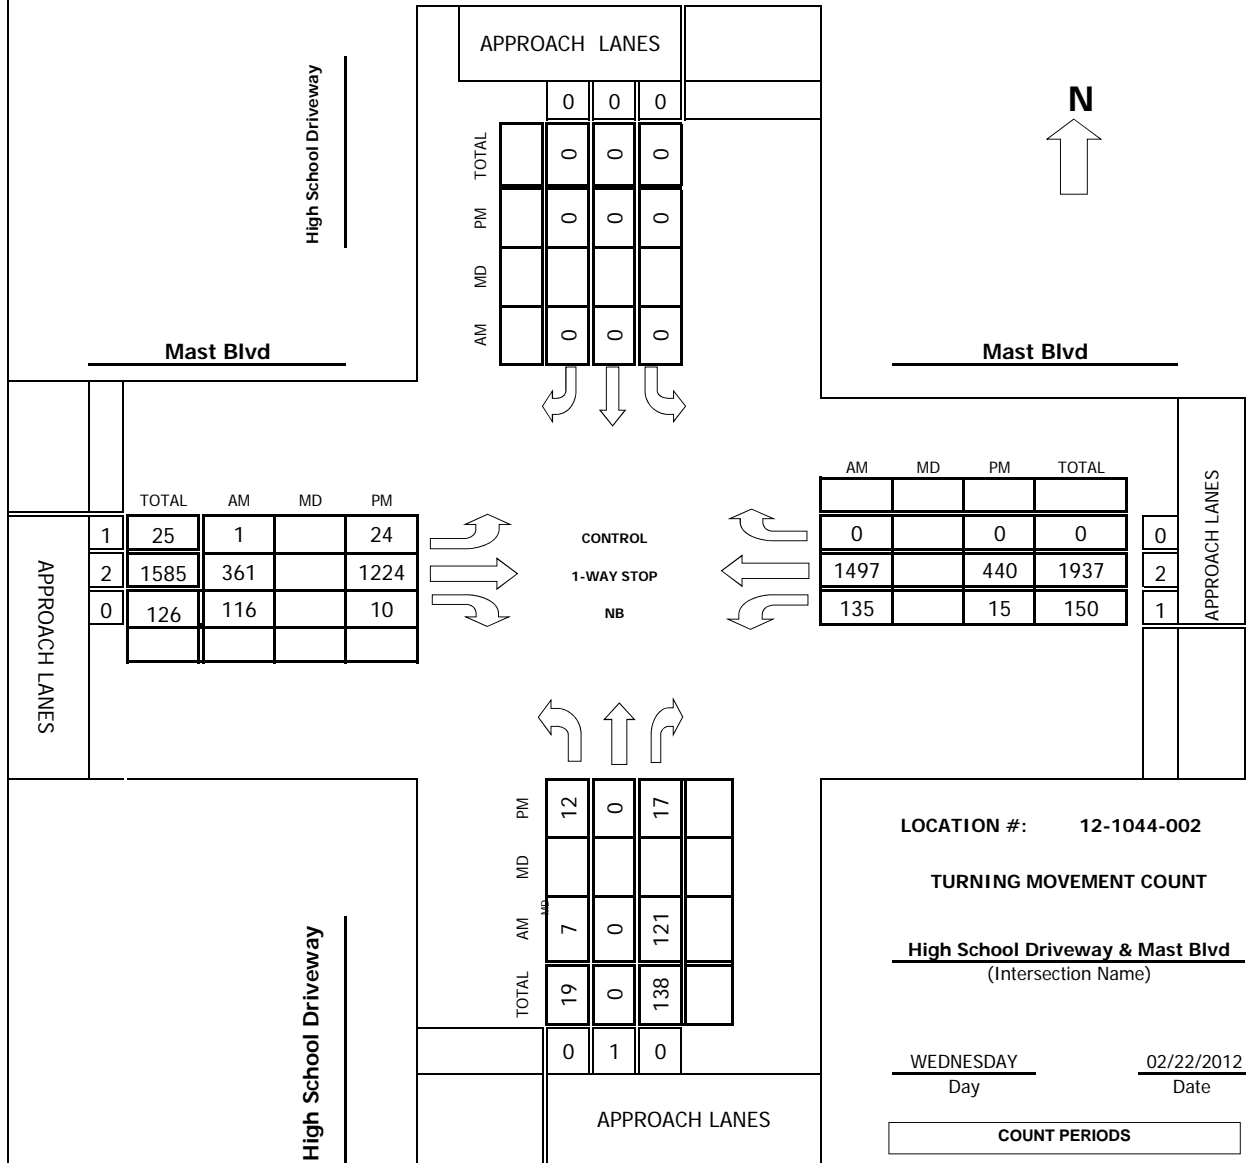 APPROACH LANES
High School Driveway
N
0 0 0
TOTAL 0 0 0
PM 0 0 0
MD
AM 0 0 0
Mast Blvd
Mast Blvd
TOTAL AM MD PM
1 25 1 24
2 1585 361 1224
0 126 116 10
APPROACH LANES
CONTROL
1-WAY STOP
NB
AM MD PM TOTAL
0 0 0 0
1497 440 1937 2
135 15 150 1
APPROACH LANES
PM 12 0 17
MD
MD
AM 7 0 121
TOTAL 19 0 138
0 1 0
APPROACH LANES
High School Driveway
LOCATION #: 12-1044-002
TURNING MOVEMENT COUNT
High School Driveway & Mast Blvd
(Intersection Name)
WEDNESDAY 02/22/2012
Day Date
COUNT PERIODS